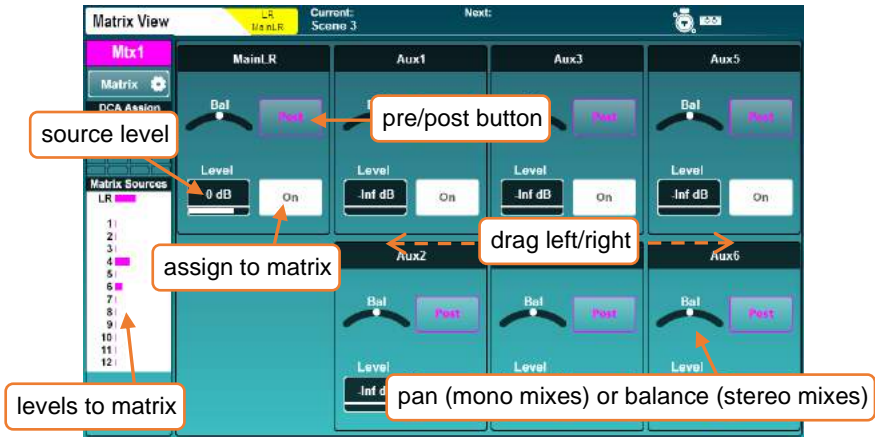 Matrix View
LR
MainLR
Current:
Scene 3
Next:
Mtx1
Matrix
DCA Assign
Matrix Sources
LR
1
2
3
4
5
6
7
8
9
10
11
12
MainLR
Bal
Post
Level
0 dB
On
Aux1
Level
-Inf dB
On
Aux3
Post
Level
-Inf dB
On
Aux5
Bal
Post
Level
-Inf dB
On
Aux2
Bal
Post
Level
-Inf d
Bal
Post
Level
Aux6
Bal
Post
Level
source level
pre/post button
assign to matrix
drag left/right
levels to matrix
pan (mono mixes) or balance (stereo mixes)